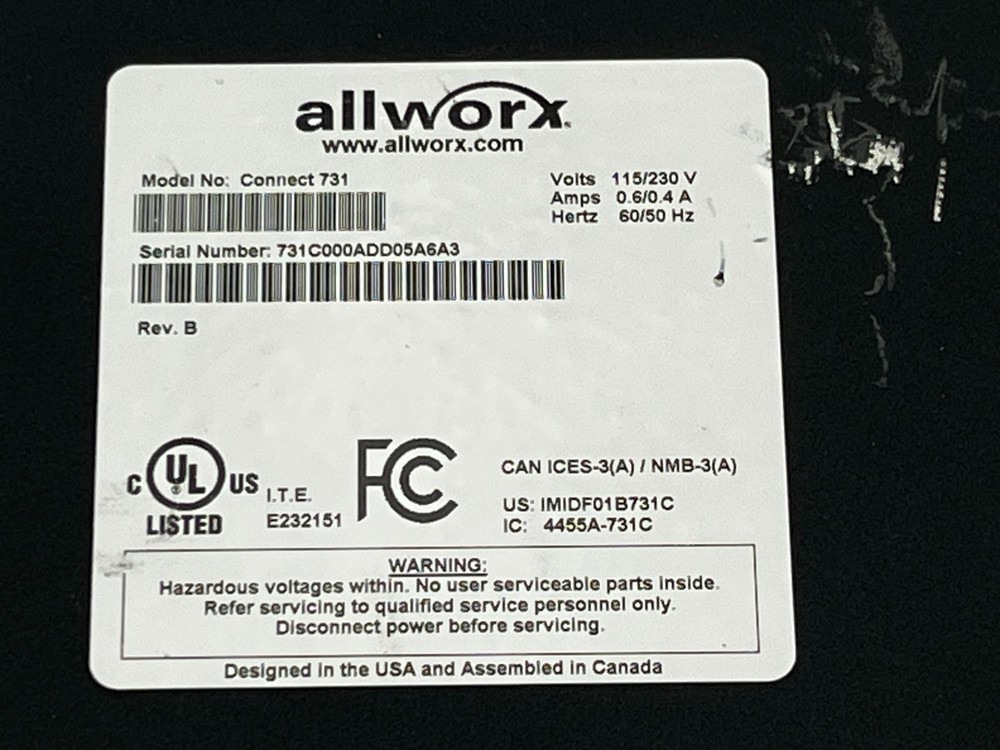 allworx
www.allworx.com
Model No: Connect 731
Volts 115/230 V
Amps 0.6/0.4 A
Hertz 60/50 Hz
Serial Number: 731C000ADD05A6A3
Rev. B
C UL US
LISTED
I.T.E.
E232151
FC
CAN ICES-3(A) / NMB-3(A)
US: IMIDF01B731C
IC: 4455A-731C
WARNING:
Hazardous voltages within. No user serviceable parts inside.
Refer servicing to qualified service personnel only.
Disconnect power before servicing.
Designed in the USA and Assembled in Canada